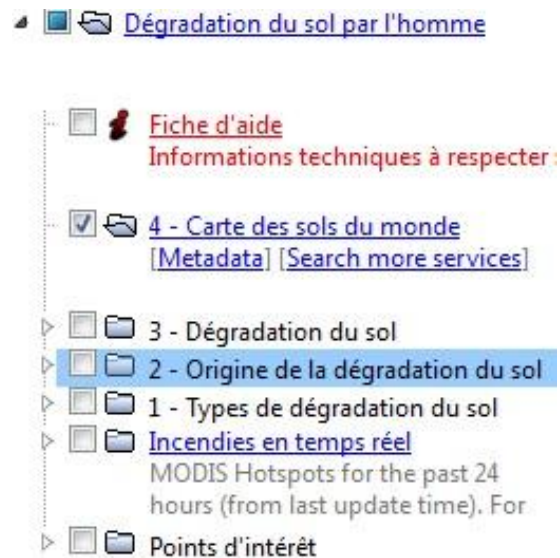 Dégradation du sol par l'homme
Fiche d'aide
Informations techniques à respecter
4 - Carte des sols du monde
[Metadata] [Search more services]
3 - Dégradation du sol
2 - Origine de la dégradation du sol
1 - Types de dégradation du sol
Incendies en temps réel
MODIS Hotspots for the past 24
hours (from last update time). For
Points d'intérêt